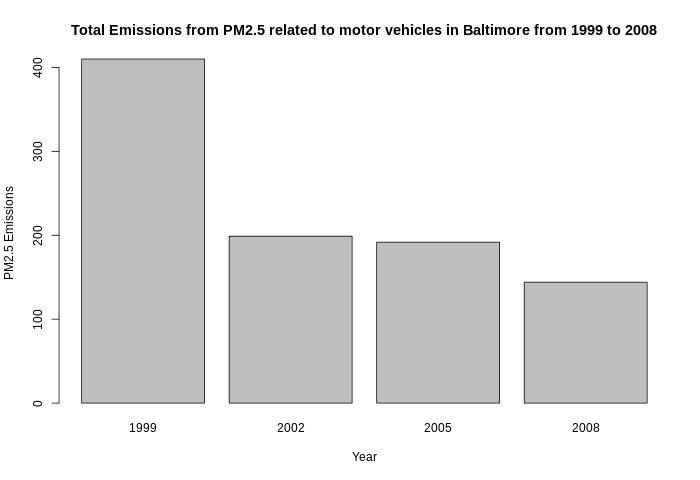 Total Emissions from PM2.5 related to motor vehicles in Baltimore from 1999 to 2008
PM2.5 Emissions
400
300
200
100
0
1999 2002 2005 2008
Year